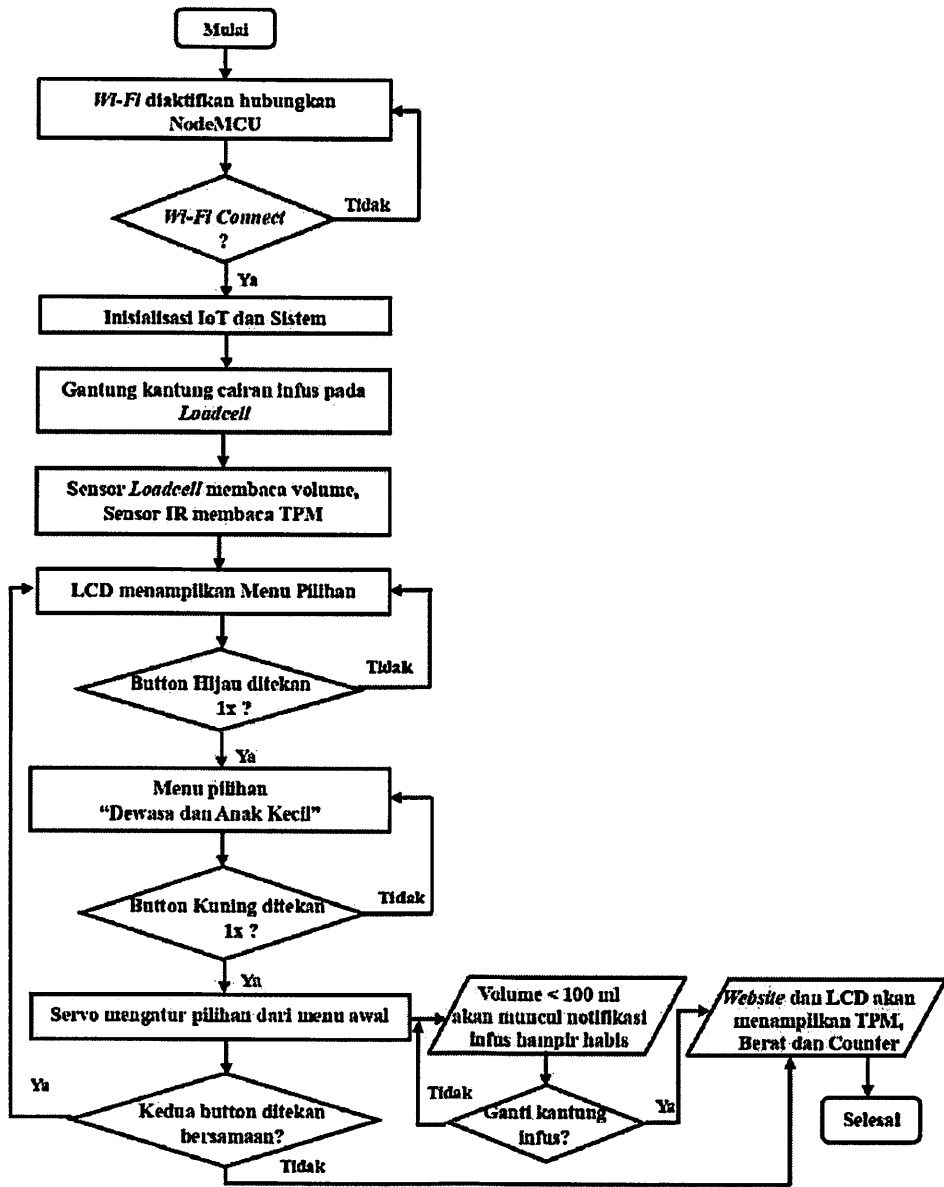 Mulai
Wi-Fi diaktifkan hubungkan
NodeMCU
Wi-Fi Connect
?
Tidak
Ya
Inisialisasi IoT dan Sistem
Gantung kantung cairan infus pada
Loadcell
Sensor Loadcell membaca volume,
Sensor IR membaca TPM
LCD menampilkan Menu Pilihan
Button Hijau ditekan
1x ?
Tidak
Ya
Menu pilihan
“Dewasa dan Anak Kecil”
Button Kuning ditekan
1x ?
Tidak
Ya
Servo mengatur pilihan dari menu awal
Kedua button ditekan
bersamaan?
Ya
Tidak
Volume < 100 ml
akan muncul notifikasi
infus hampir habis
Ganti kantung
infus?
Tidak
Ya
Website dan LCD akan
menampilkan TPM,
Berat dan Counter
Selesai